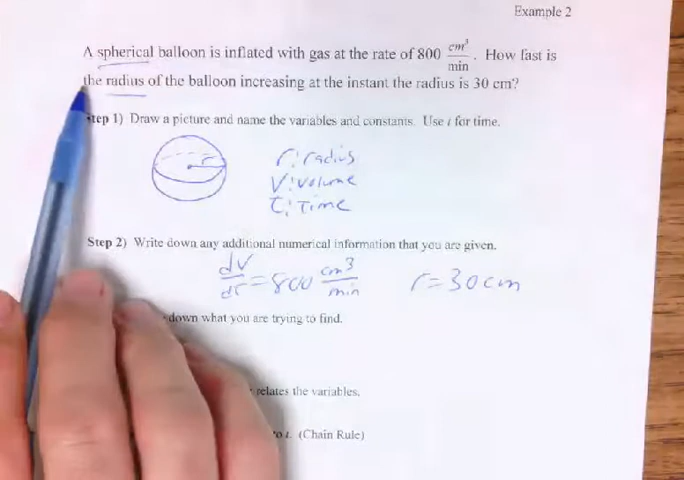 Example 2
A spherical balloon is inflated with gas at the rate of 800 cm³/min. How fast is
the radius of the balloon increasing at the instant the radius is 30 cm?
tep 1) Draw a picture and name the variables and constants. Use t for time.
r
r: radius
V: volume
t: Time
Step 2) Write down any additional numerical information that you are given.
dV/dt = 800 cm³/min r = 30 cm
down what you are trying to find.
relates the variables.
to t. (Chain Rule)